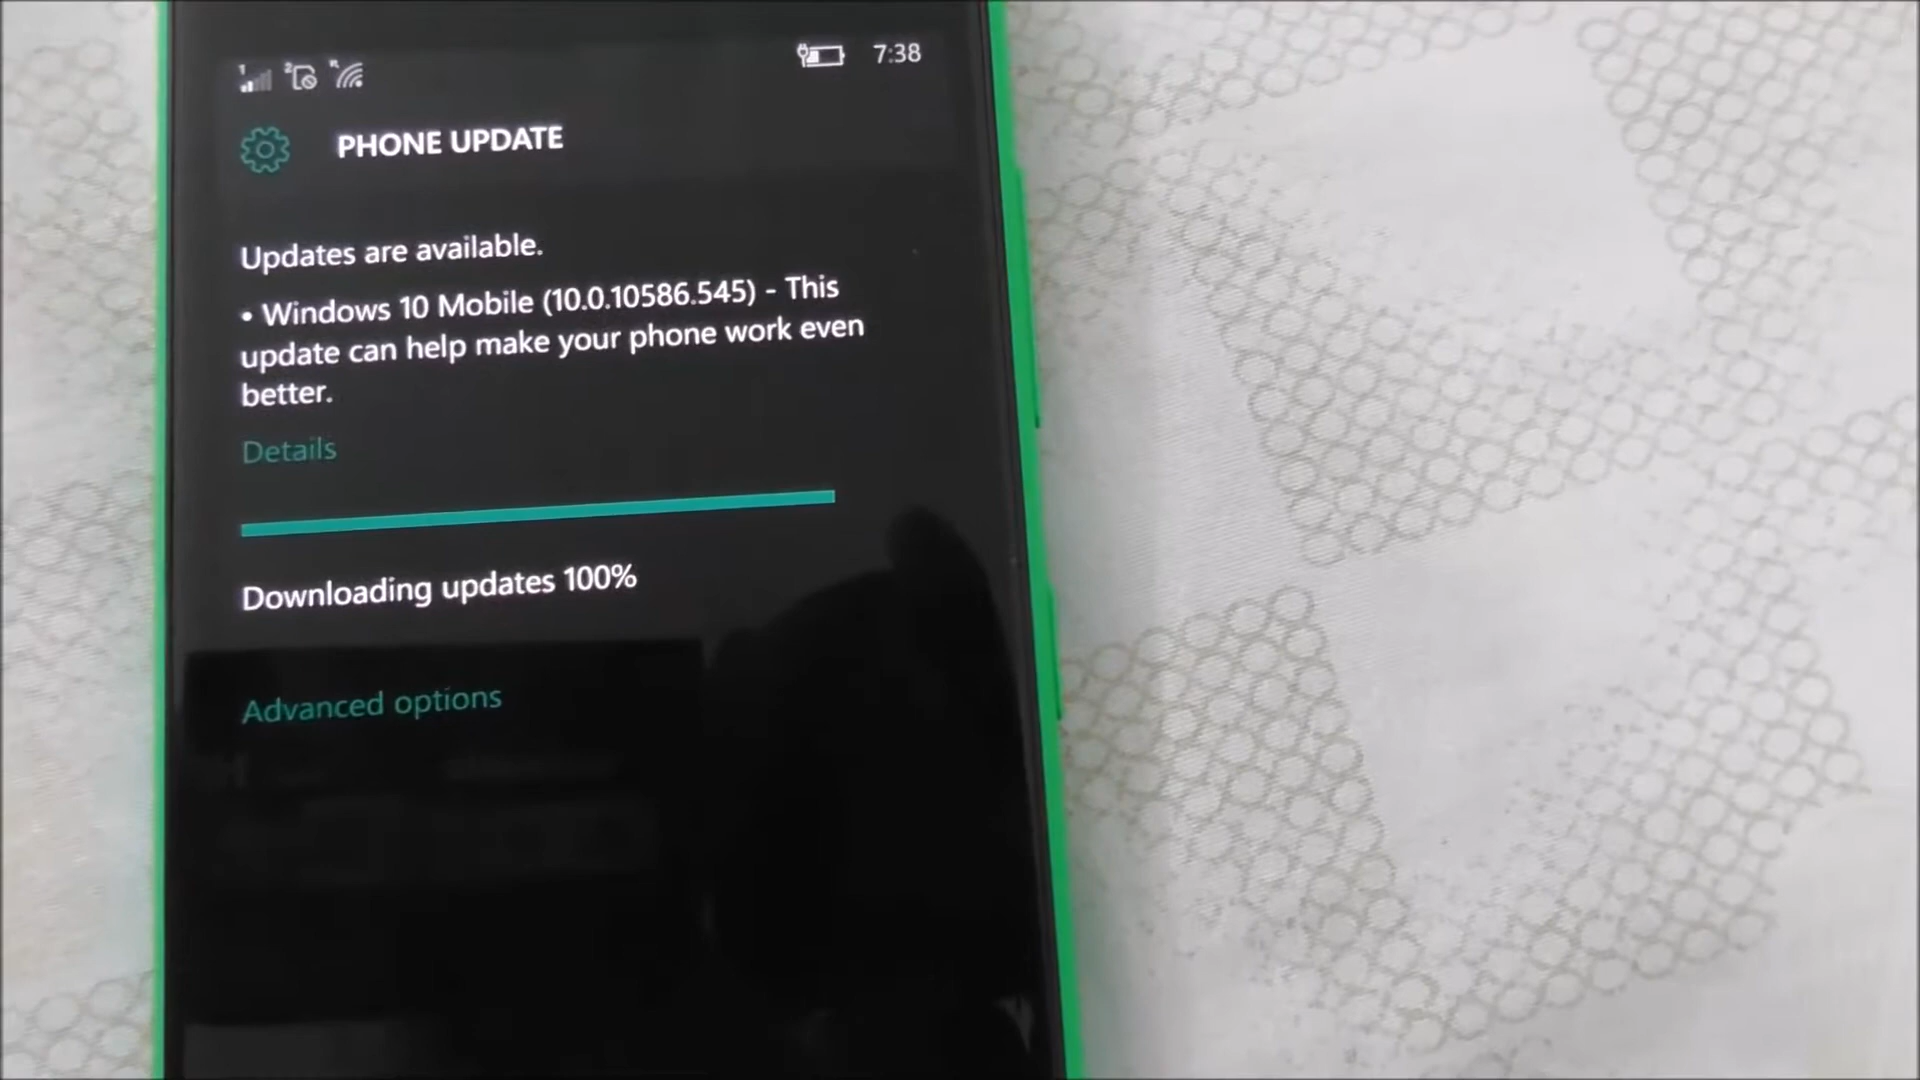 7:38
PHONE UPDATE
Updates are available.
• Windows 10 Mobile (10.0.10586.545) - This
update can help make your phone work even
better.
Details
Downloading updates 100%
Advanced options